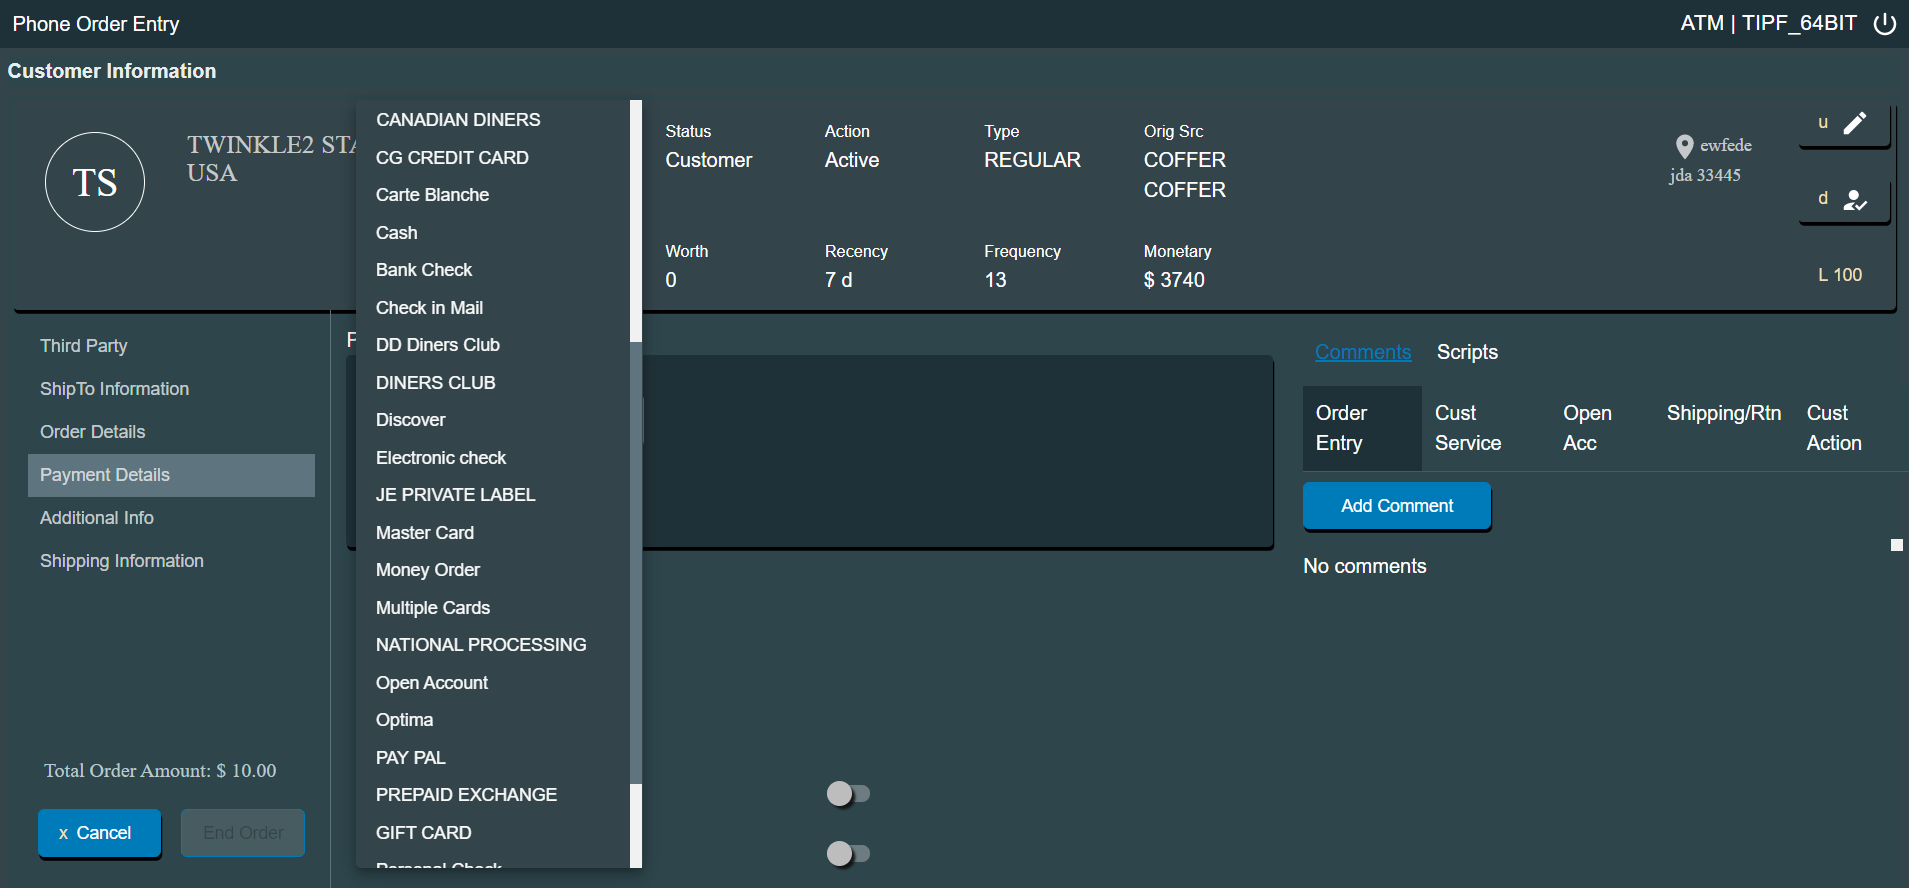 Phone Order Entry
ATM | TIPF_64BIT
Customer Information
TS
TWINKLE2
USA
CANADIAN DINERS
CG CREDIT CARD
Carte Blanche
Cash
Bank Check
Check in Mail
DD Diners Club
DINERS CLUB
Discover
Electronic check
JE PRIVATE LABEL
Master Card
Money Order
Multiple Cards
NATIONAL PROCESSING
Open Account
Optima
PAY PAL
PREPAID EXCHANGE
GIFT CARD
Personal Check
Status
Customer
Action
Active
Type
REGULAR
Orig Src
COFFER
COFFER
Worth
0
Recency
7 d
Frequency
13
Monetary
$ 3740
ewfede
jda 33445
u
d
L 100
Third Party
ShipTo Information
Order Details
Payment Details
Additional Info
Shipping Information
Total Order Amount: $ 10.00
x Cancel
End Order
Comments
Scripts
Order
Entry
Cust
Service
Open
Acc
Shipping/Rtn
Cust
Action
Add Comment
No comments